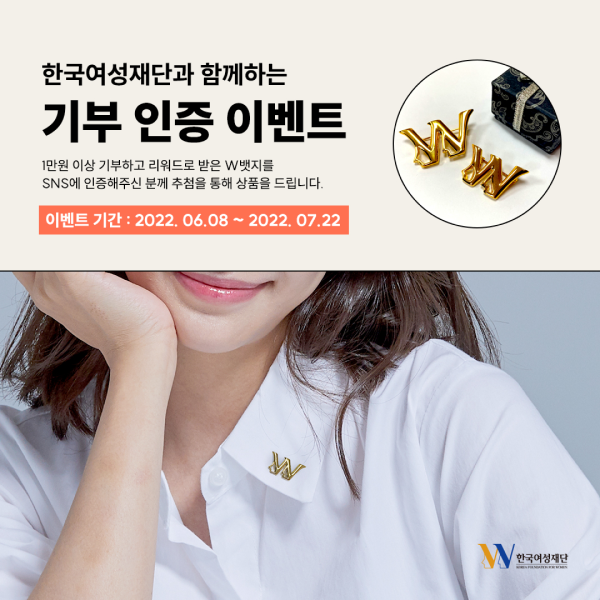 한국여성재단과 함께하는
기부 인증 이벤트
1만원 이상 기부하고 리워드로 받은 W뱃지를
SNS에 인증해주신 분께 추첨을 통해 상품을 드립니다.
이벤트 기간 : 2022. 06.08 ~ 2022. 07.22
한국여성재단
KOREA FOUNDATION FOR WOMEN